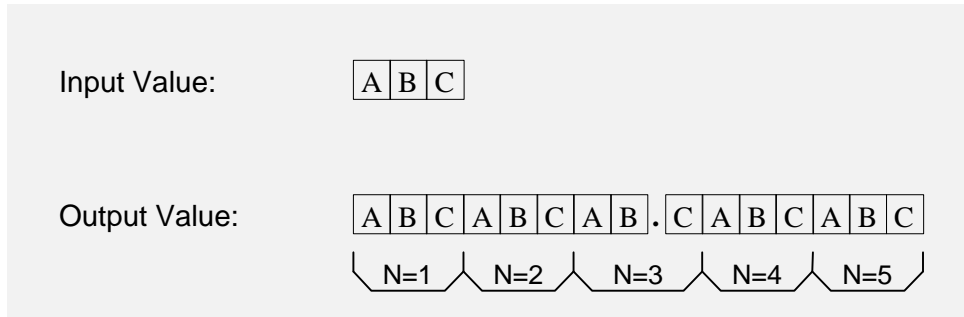 Input Value: A B C
Output Value: A B C A B C A B . C A B C A B C
N=1 N=2 N=3 N=4 N=5